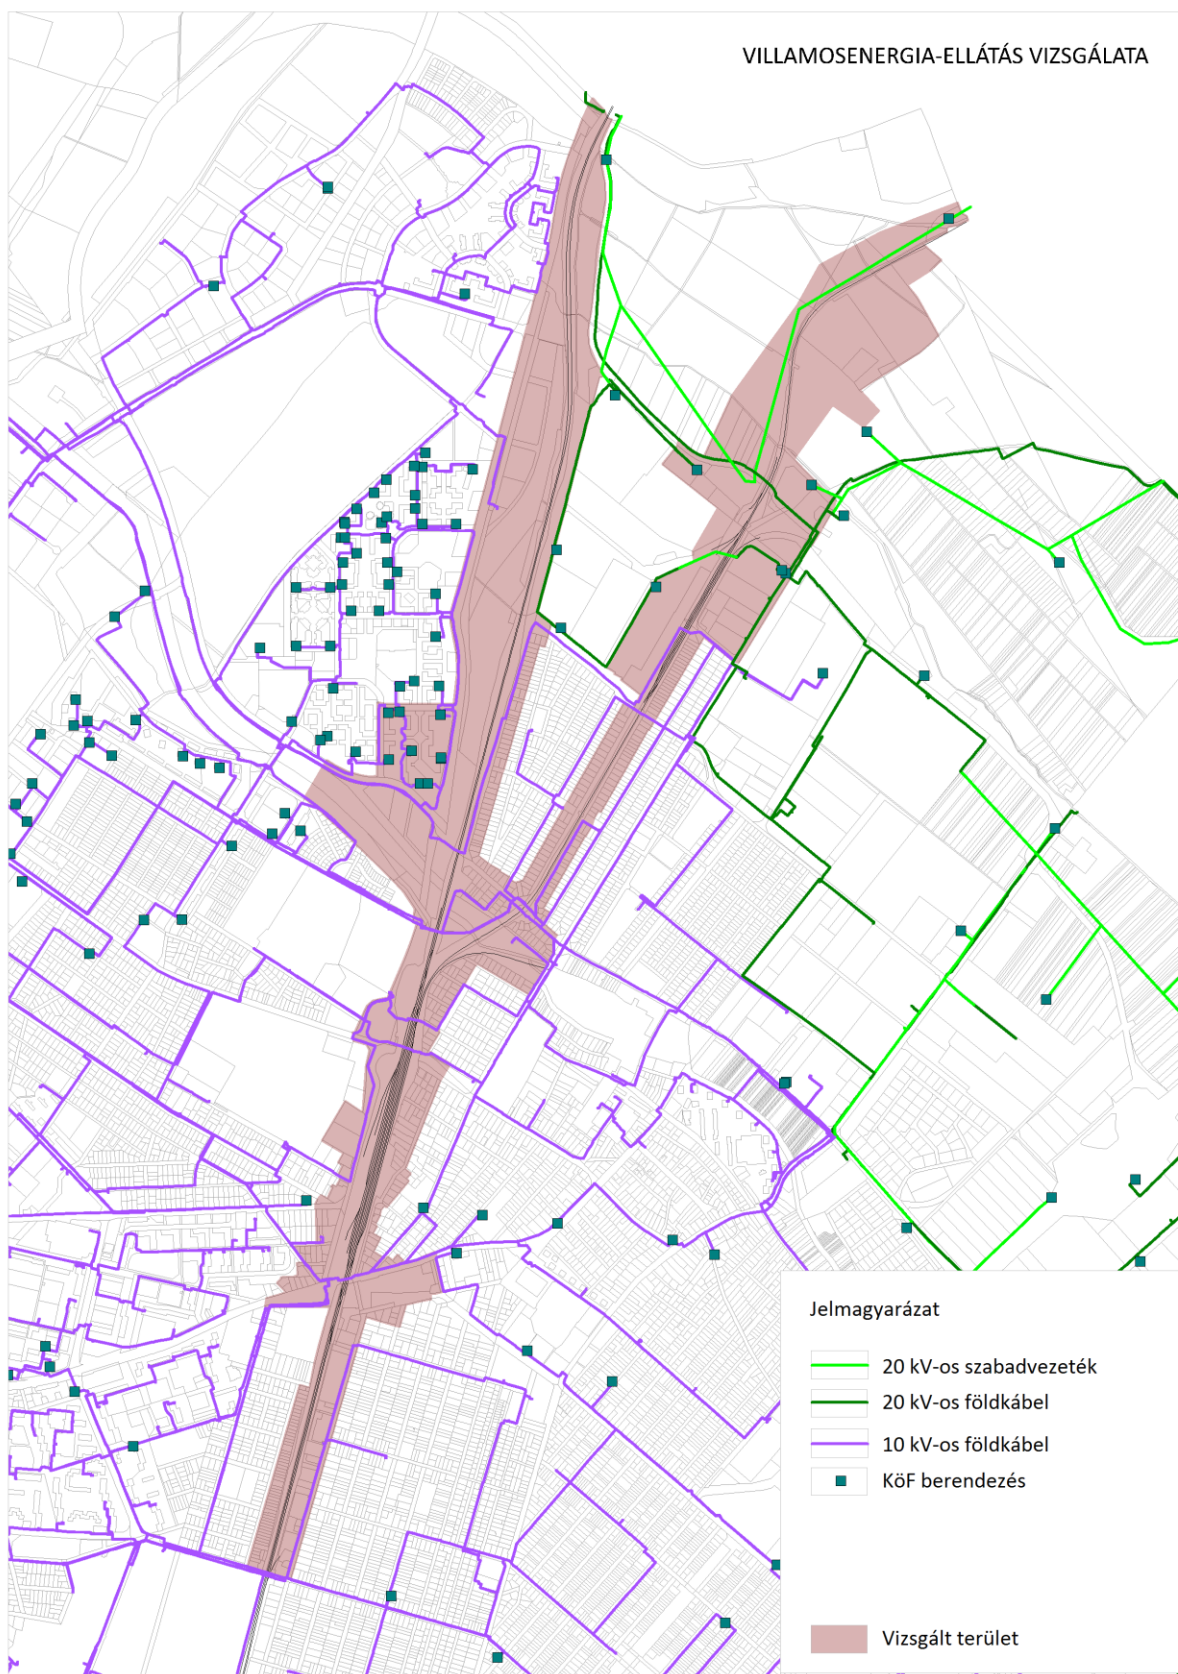 VILLAMOSENERGIA-ELLÁTÁS VIZSGÁLATA
Jelmagyarázat
20 kV-os szabadvezeték
20 kV-os földkábel
10 kV-os földkábel
KöF berendezés
Vizsgált terület